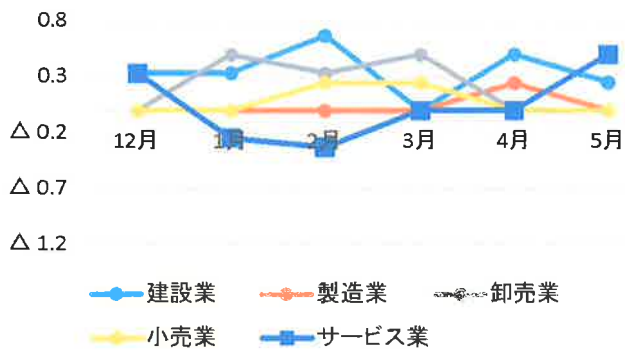 0.8
0.3
△ 0.2
△ 0.7
△ 1.2
12月 1月 2月 3月 4月 5月
建設業 製造業 卸売業
小売業 サービス業